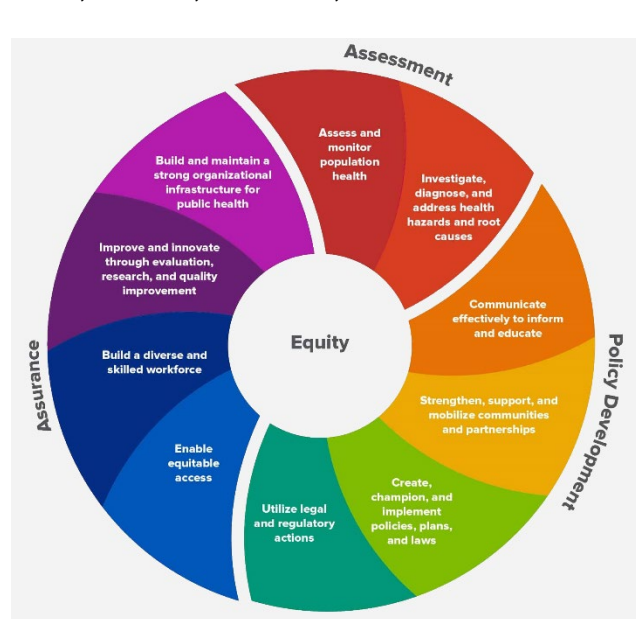 Assessment
Assess and
monitor
population
health
Investigate,
diagnose, and
address health
hazards and root
causes
Policy Development
Communicate
effectively to inform
and educate
Strengthen, support, and
mobilize communities
and partnerships
Create,
champion, and
implement
policies, plans,
and laws
Utilize legal
and regulatory
actions
Assurance
Enable
equitable
access
Build a diverse and
skilled workforce
Improve and innovate
through evaluation,
research, and quality
improvement
Build and maintain a
strong organizational
infrastructure for
public health
Equity